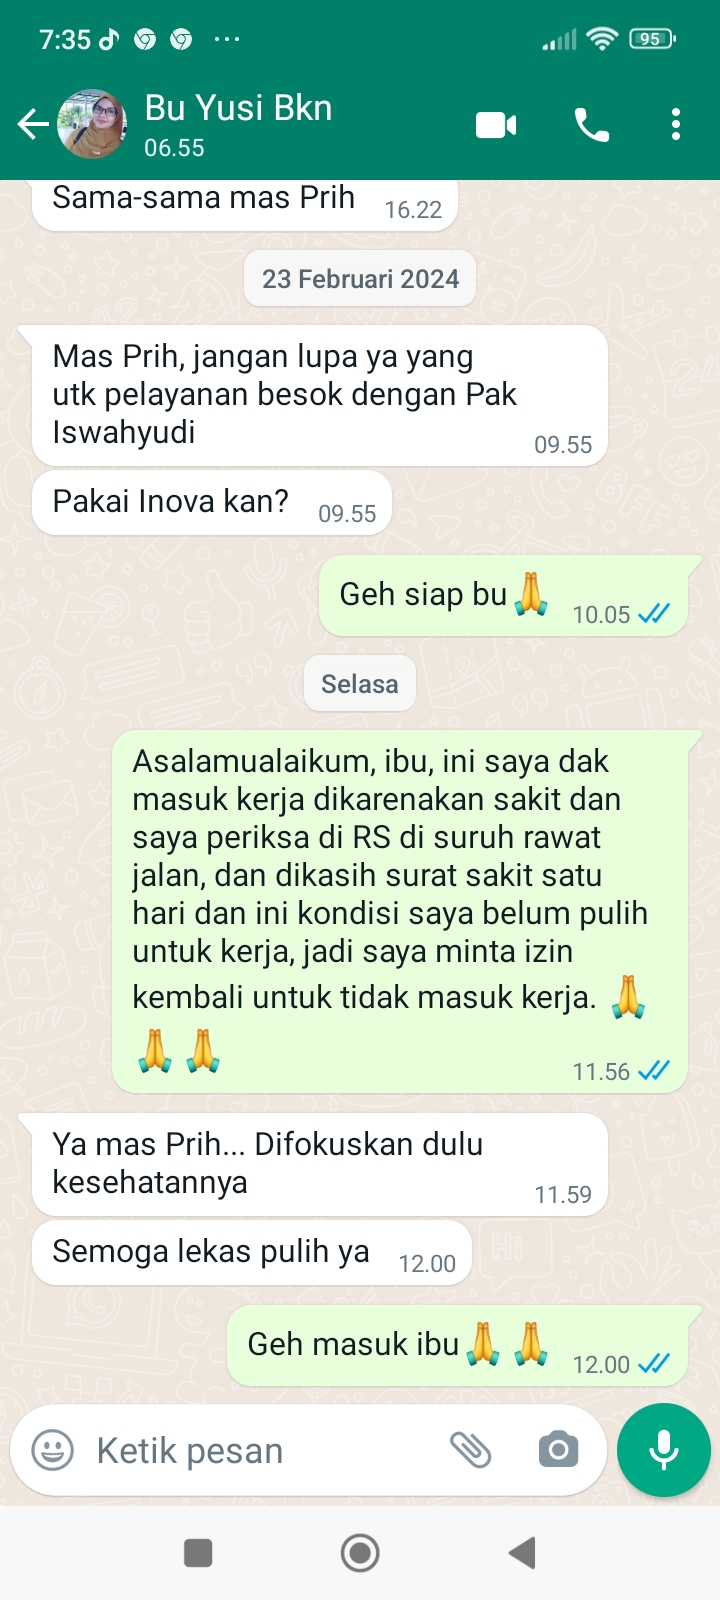 7:35
95
Bu Yusi Bkn
06.55
Sama-sama mas Prih 16.22
23 Februari 2024
Mas Prih, jangan lupa ya yang
utk pelayanan besok dengan Pak
Iswahyudi
09.55
Pakai Inova kan? 09.55
Geh siap bu🙏 10.05
Selasa
Asalamualaikum, ibu, ini saya dak
masuk kerja dikarenakan sakit dan
saya periksa di RS di suruh rawat
jalan, dan dikasih surat sakit satu
hari dan ini kondisi saya belum pulih
untuk kerja, jadi saya minta izin
kembali untuk tidak masuk kerja. 🙏
🙏🙏
11.56
Ya mas Prih... Difokuskan dulu
kesehatannya
11.59
Semoga lekas pulih ya 12.00
Geh masuk ibu🙏🙏 12.00
Ketik pesan